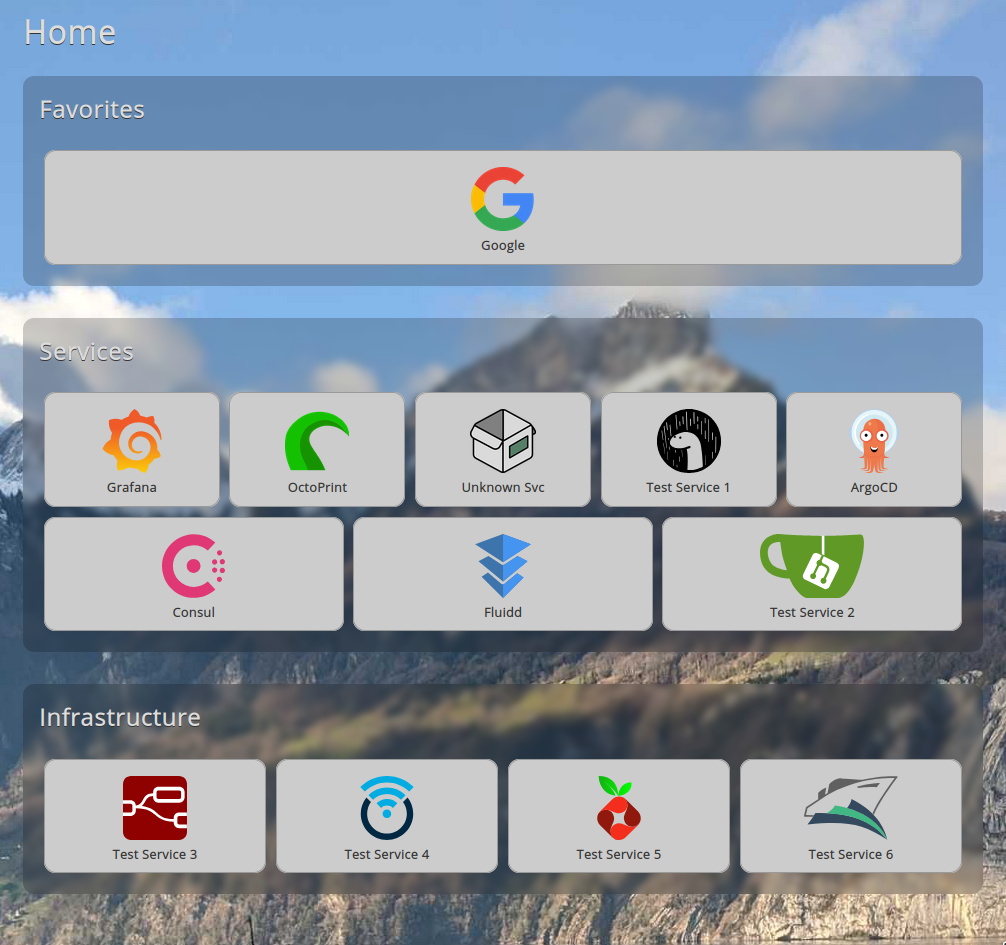 Home
Favorites
Google
Services
Grafana
OctoPrint
Unknown Svc
Test Service 1
ArgoCD
Consul
Fluidd
Test Service 2
Infrastructure
Test Service 3
Test Service 4
Test Service 5
Test Service 6